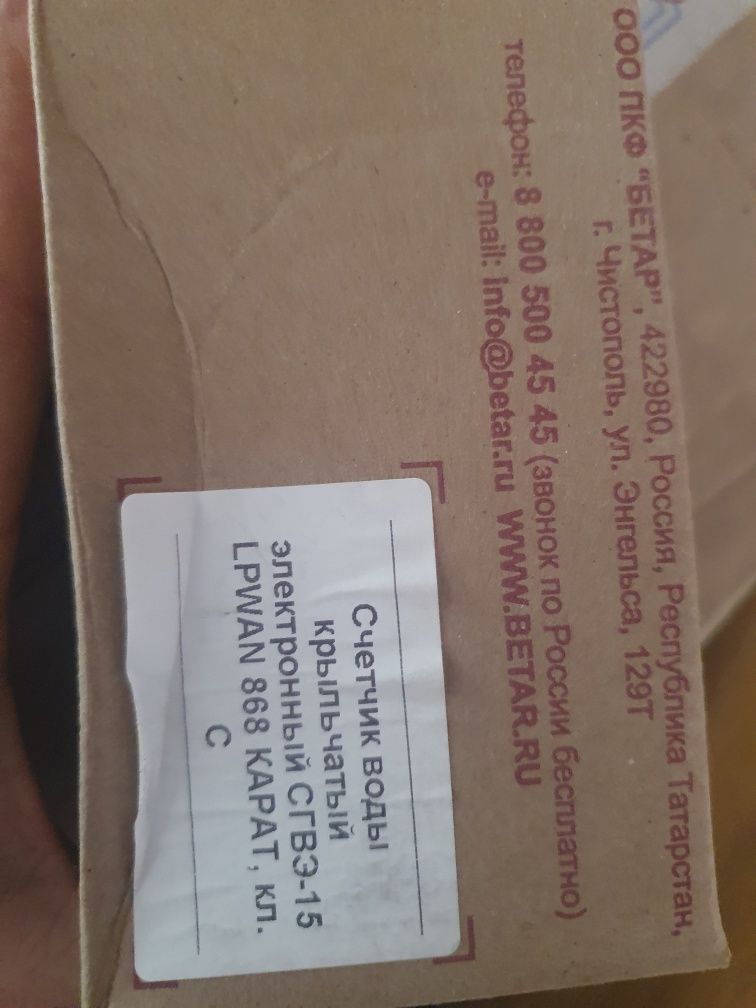 ООО ПКФ "БЕТАР", 422980, Россия, Республика Татарстан,
г. Чистополь, ул. Энгельса, 129Т
телефон: 8 800 500 45 45 (звонок по России бесплатно)
e-mail: info@betar.ru WWW.BETAR.RU
Счетчик воды
крыльчатый
электронный СГВЭ-15
LPWAN 868 КАРАТ, кл.
С